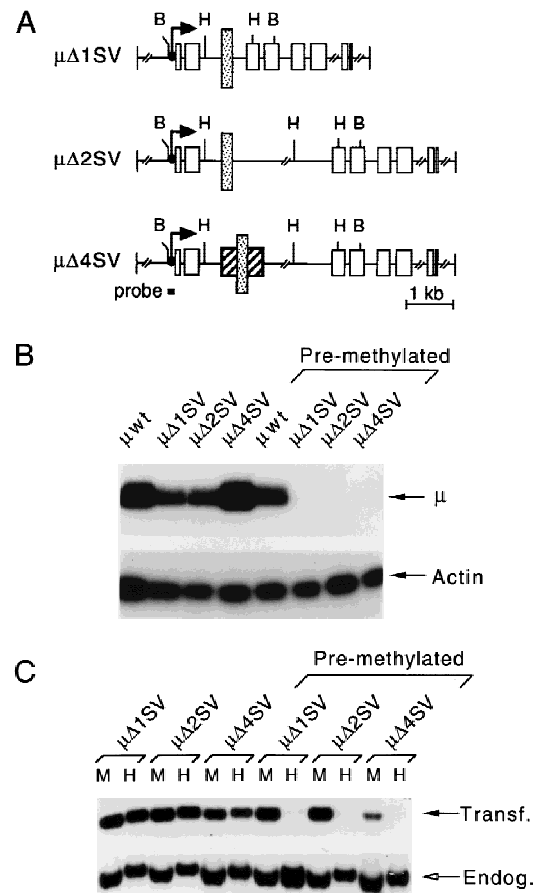 A
B H H B
μΔ1SV
B H H H B
μΔ2SV
B H H H B
μΔ4SV
probe
1 kb
B
Pre-methylated
μwt μΔ1SV μΔ2SV μΔ4SV μwt μΔ1SV μΔ2SV μΔ4SV
μ
Actin
C
Pre-methylated
μΔ1SV μΔ2SV μΔ4SV μΔ1SV μΔ2SV μΔ4SV
M H M H M H M H M H M H
Transf.
Endog.